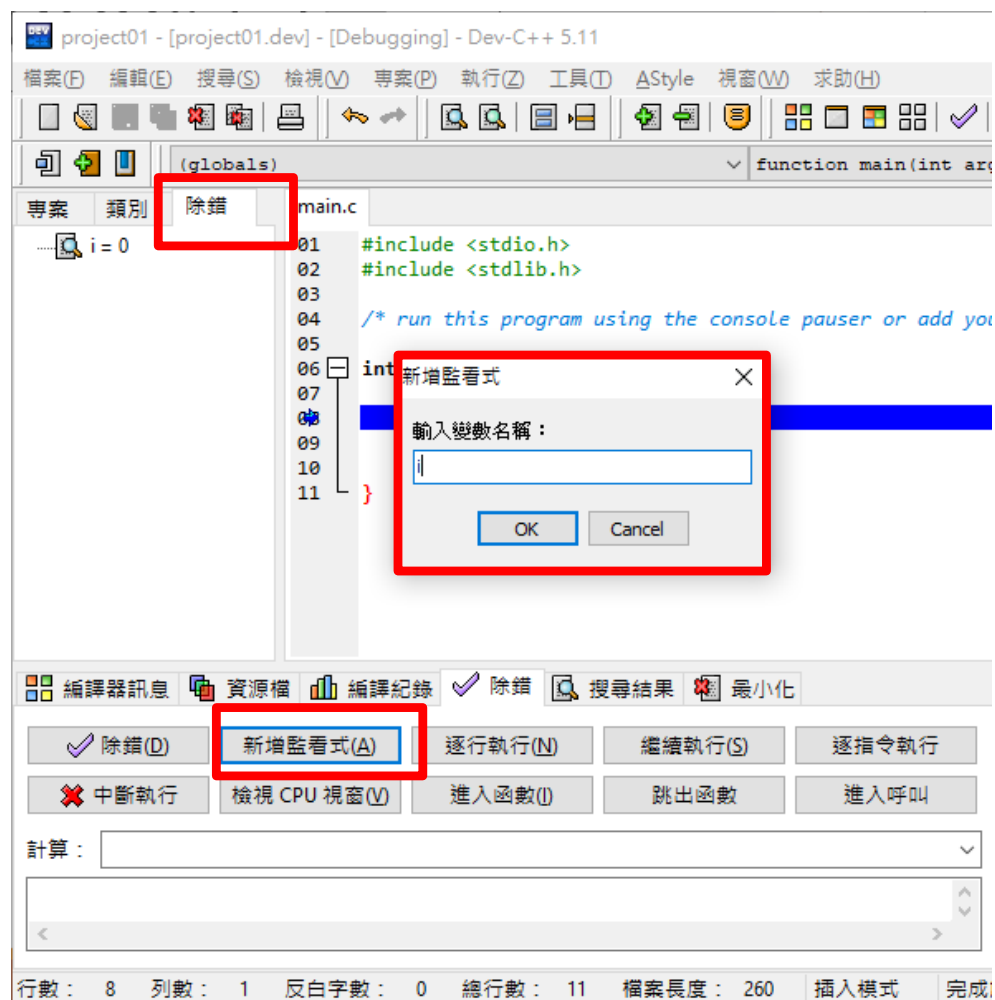 project01 - [project01.dev] - [Debugging] - Dev-C++ 5.11
檔案(F) 編輯(E) 搜尋(S) 檢視(V) 專案(P) 執行(Z) 工具(T) AStyle 視窗(W) 求助(H)
(globals) function main(int arg
專案 類別 除錯 main.c
i = 0
01 #include <stdio.h>
02 #include <stdlib.h>
03
04 /* run this program using the console pauser or add you
05
06 int
07
08
09
10
11 }
新增監看式
輸入變數名稱：
i
OK Cancel
編譯器訊息 資源檔 編譯紀錄 除錯 搜尋結果 最小化
除錯(D) 新增監看式(A) 逐行執行(N) 繼續執行(S) 逐指令執行
中斷執行 檢視 CPU 視窗(V) 進入函數(I) 跳出函數 進入呼叫
計算：
行數： 8 列數： 1 反白字數： 0 總行數： 11 檔案長度： 260 插入模式 完成